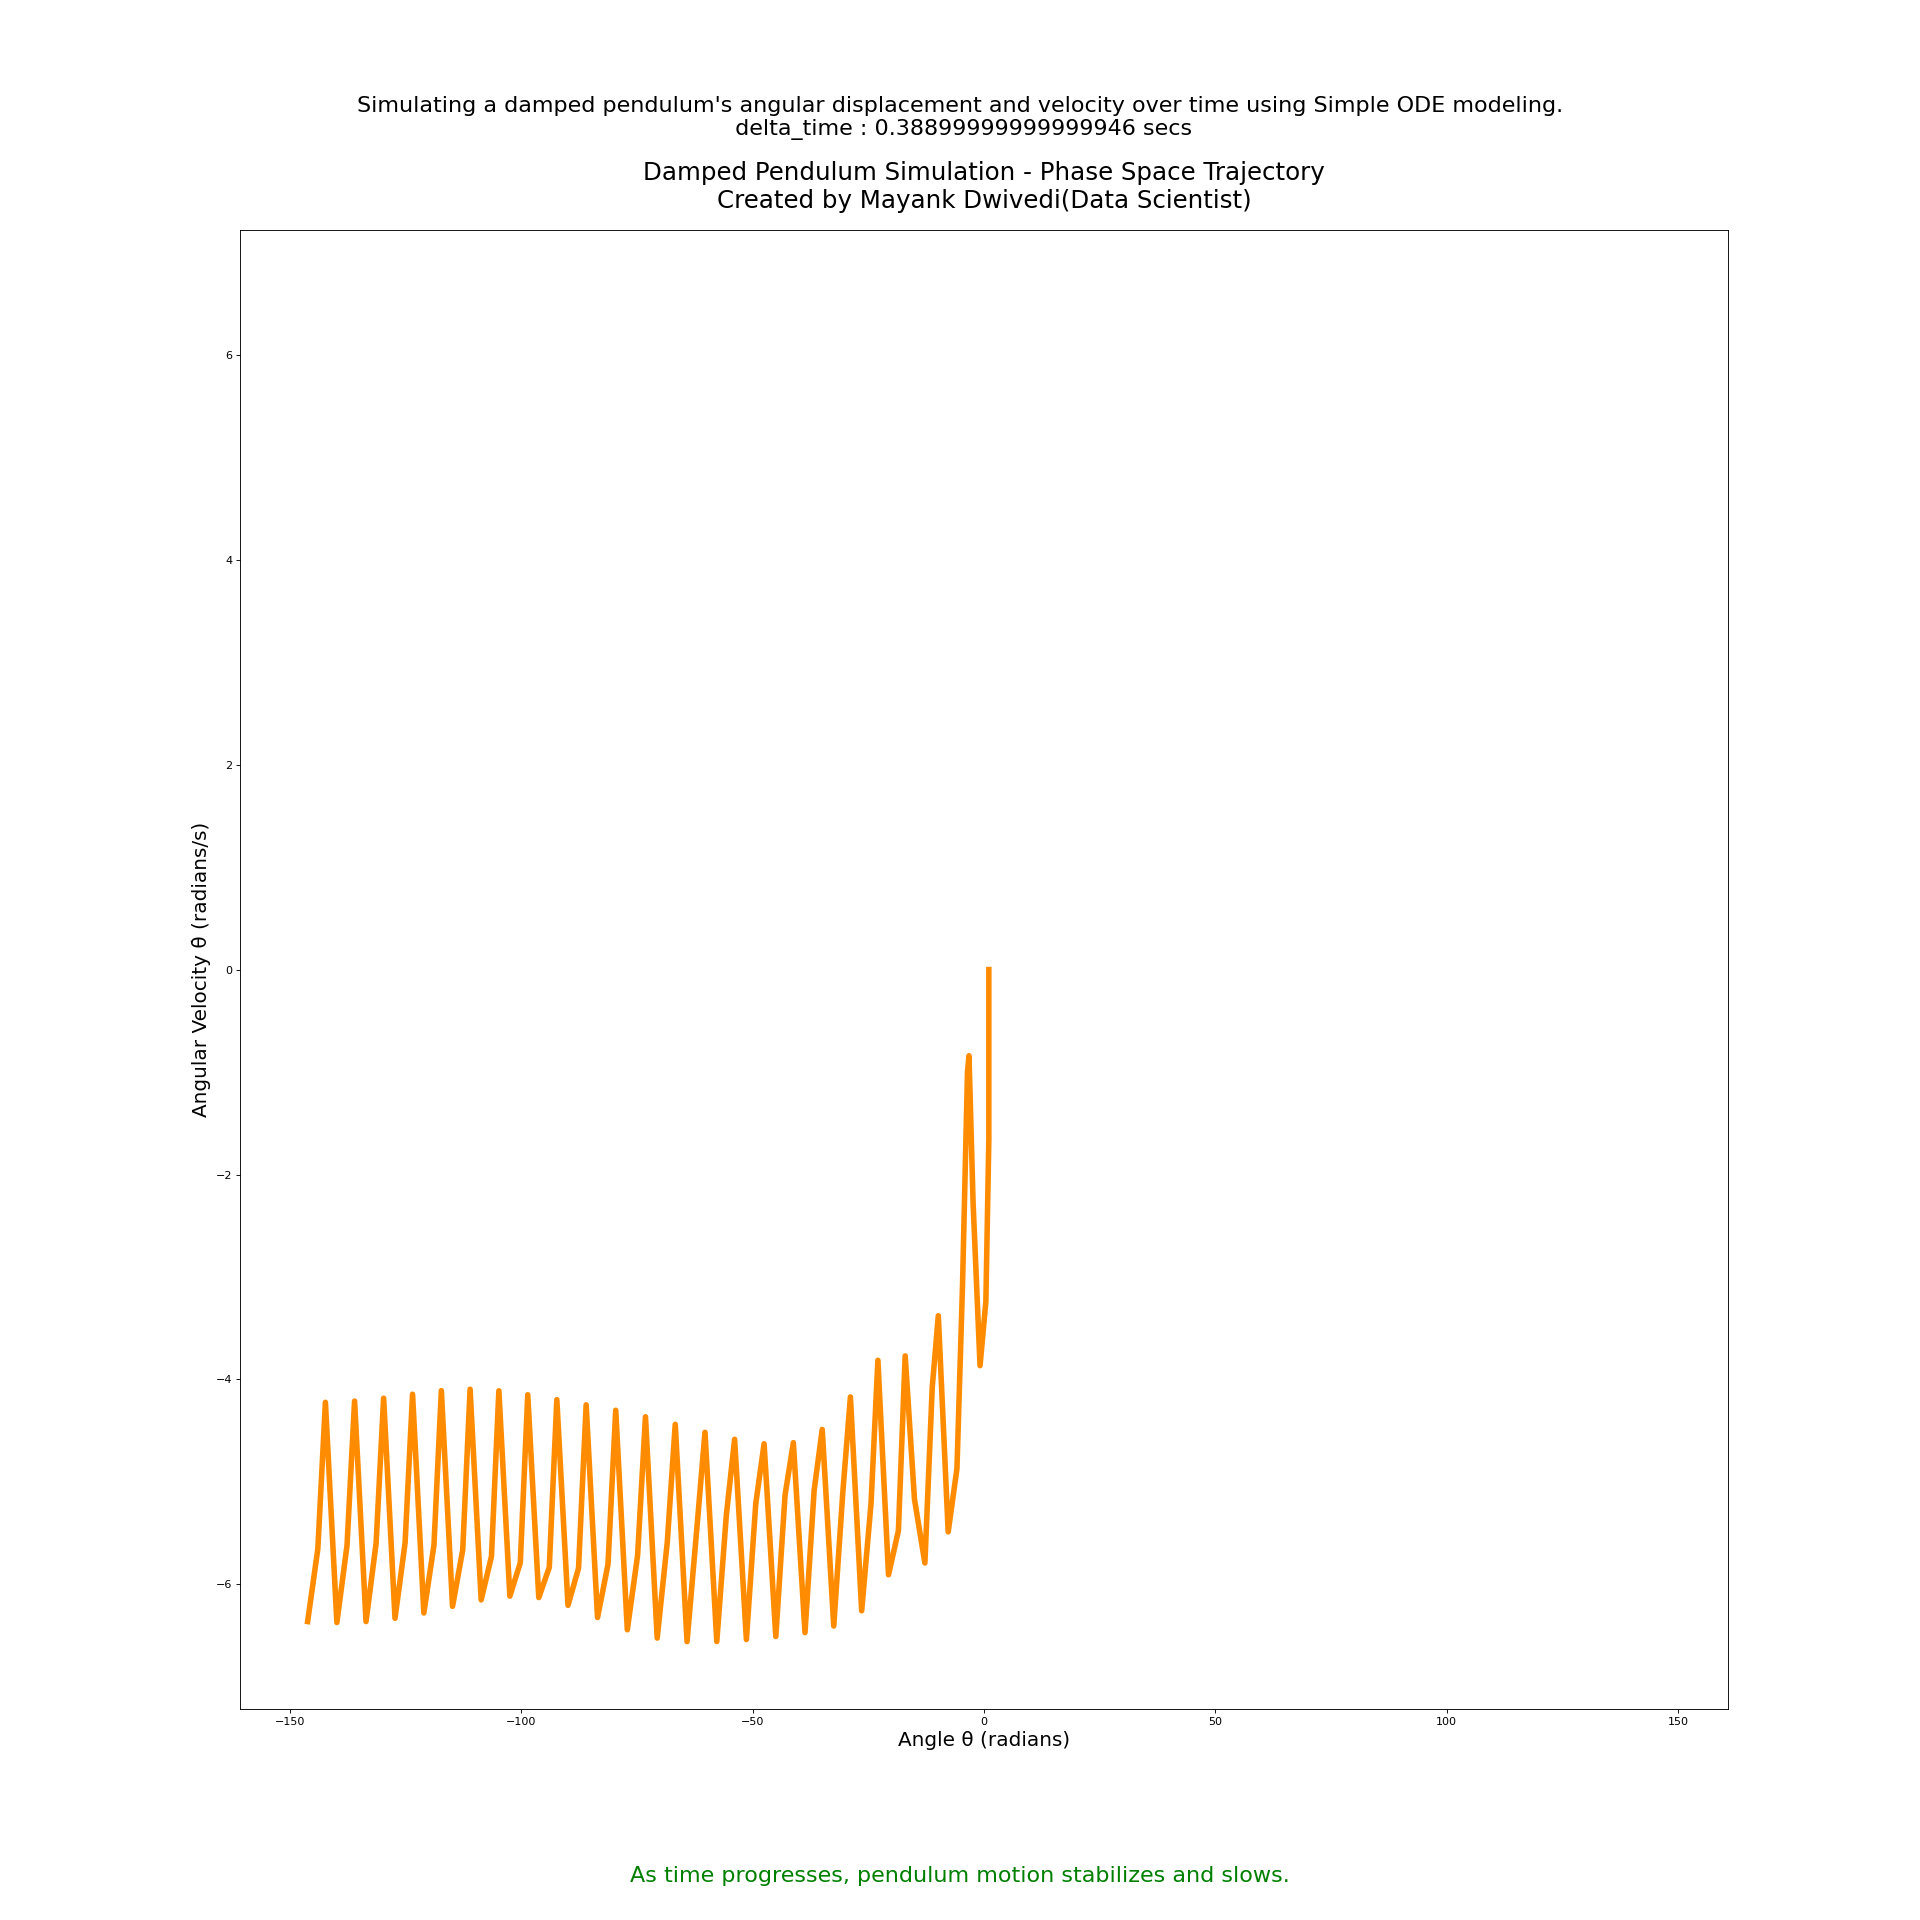 Simulating a damped pendulum's angular displacement and velocity over time using Simple ODE modeling.
delta_time : 0.38899999999999946 secs
Damped Pendulum Simulation - Phase Space Trajectory
Created by Mayank Dwivedi(Data Scientist)
6
4
2
0
−2
−4
−6
Angular Velocity θ (radians/s)
−150
−100
−50
0
50
100
150
Angle θ (radians)
As time progresses, pendulum motion stabilizes and slows.